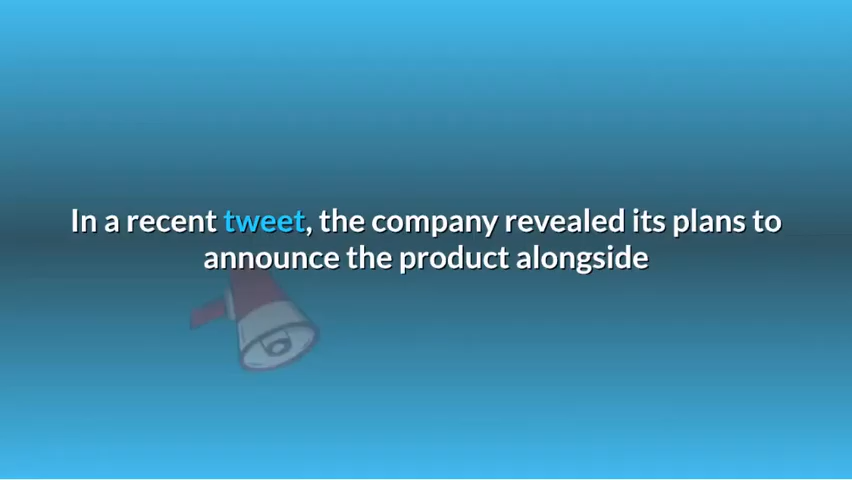 In a recent tweet, the company revealed its plans to
announce the product alongside